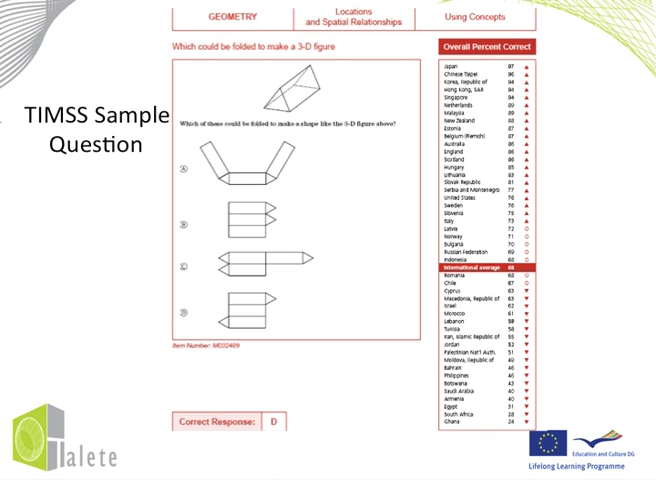 GEOMETRY
Locations
and Spatial Relationships
Using Concepts
Which could be folded to make a 3-D figure
Overall Percent Correct
TIMSS Sample
Question
Which of these could be folded to make a shape like the 3-D figure above?
A
B
C
D
Item Number: M032489
Correct Response: D
Japan 97 ▲
Chinese Taipei 96 ▲
Korea, Republic of 94 ▲
Hong Kong, SAR 94 ▲
Singapore 94 ▲
Netherlands 89 ▲
Malaysia 89 ▲
New Zealand 88 ▲
Estonia 87 ▲
Belgium (Flemish) 87 ▲
Australia 86 ▲
England 86 ▲
Scotland 86 ▲
Hungary 85 ▲
Lithuania 83 ▲
Slovak Republic 81 ▲
Serbia and Montenegro 77 ▲
United States 76 ▲
Sweden 76 ▲
Slovenia 75 ▲
Italy 73 ▲
Latvia 72 O
Norway 71 O
Bulgaria 70 O
Russian Federation 69 O
Indonesia 68 O
International average 68
Romania 68 O
Chile 67 O
Cyprus 63 ▼
Macedonia, Republic of 63 ▼
Israel 62 ▼
Morocco 61 ▼
Lebanon 59 ▼
Tunisia 58 ▼
Iran, Islamic Republic of 55 ▼
Jordan 52 ▼
Palestinian Nat'l Auth. 51 ▼
Moldova, Republic of 49 ▼
Bahrain 46 ▼
Philippines 46 ▼
Botswana 43 ▼
Saudi Arabia 40 ▼
Armenia 40 ▼
Egypt 31 ▼
South Africa 28 ▼
Ghana 24 ▼
alete
Education and Culture DG
Lifelong Learning Programme